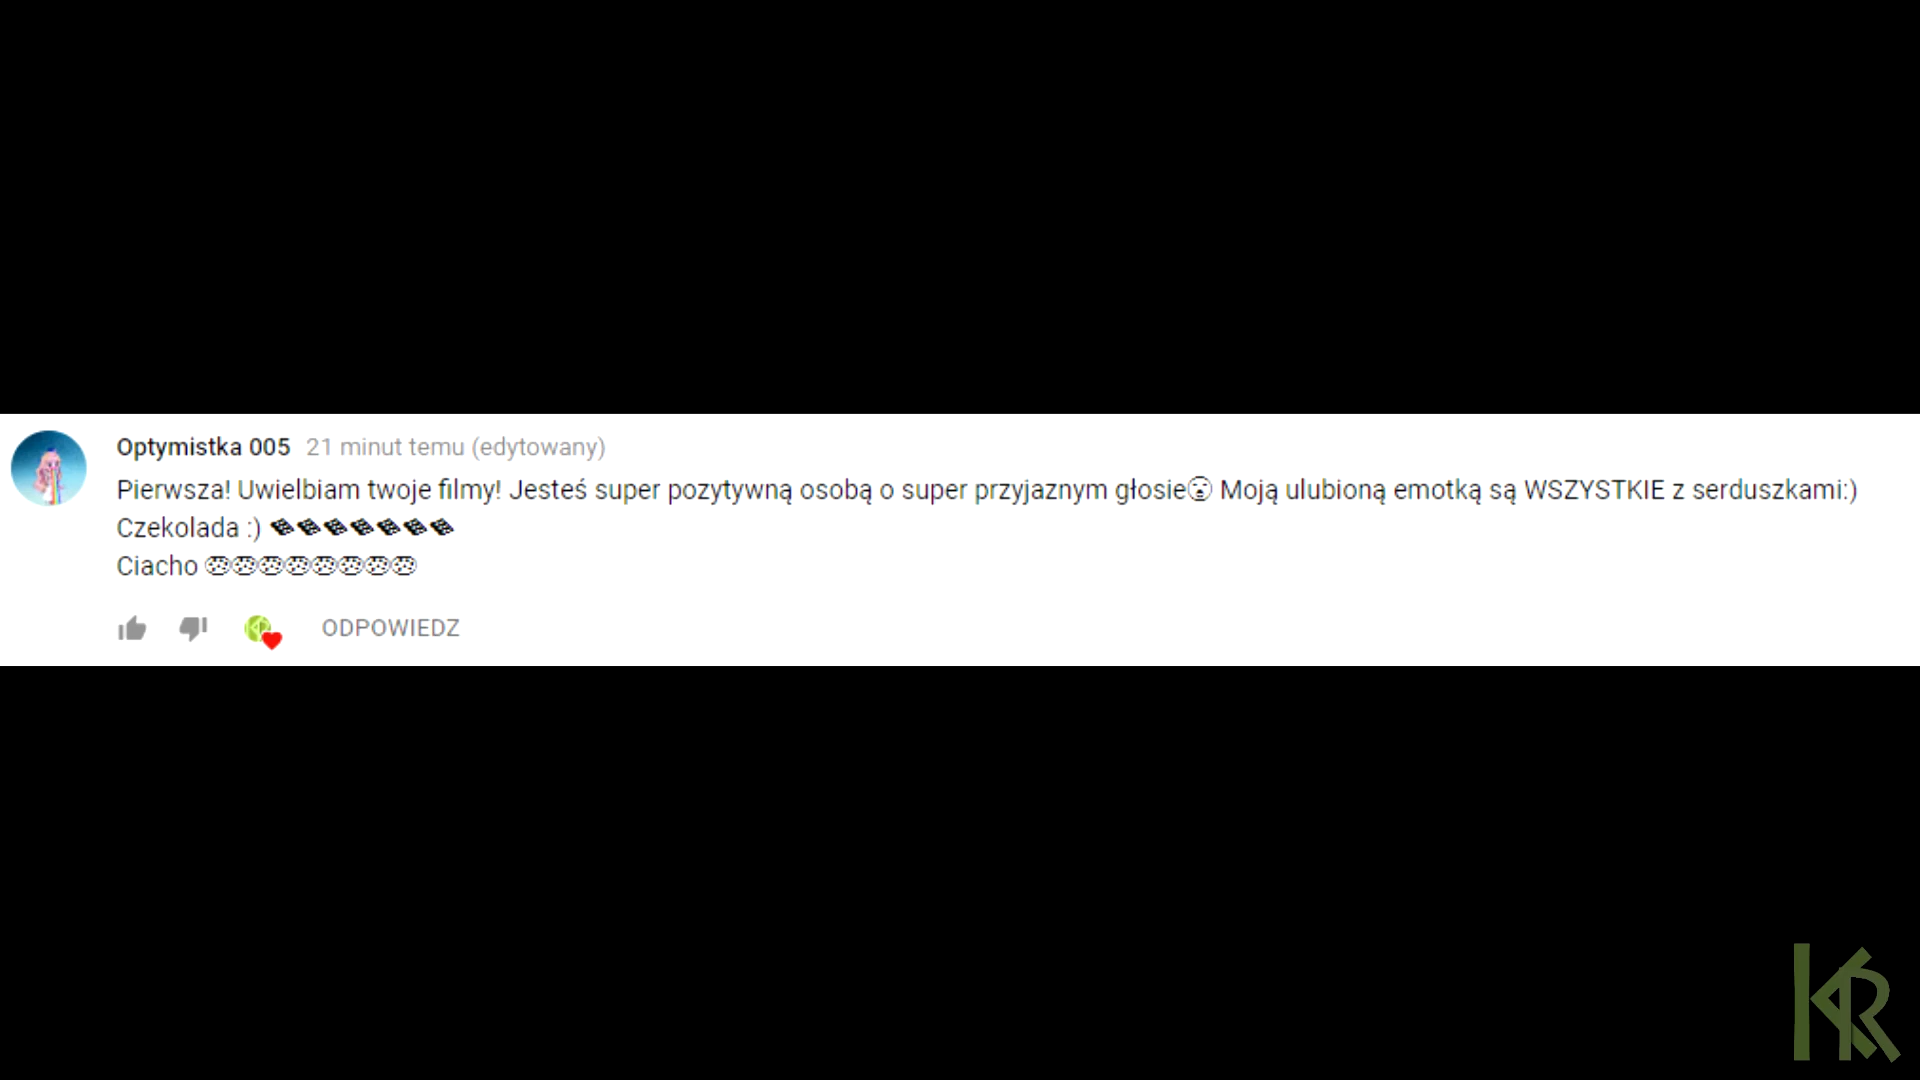 Optymistka 005 21 minut temu (edytowany)
Pierwsza! Uwielbiam twoje filmy! Jesteś super pozytywną osobą o super przyjaznym głosie😮 Moją ulubioną emotką są WSZYSTKIE z serduszkami:)
Czekolada :) 🍫🍫🍫🍫🍫🍫🍫
Ciacho 🍪🍪🍪🍪🍪🍪🍪🍪
ODPOWIEDZ
KR